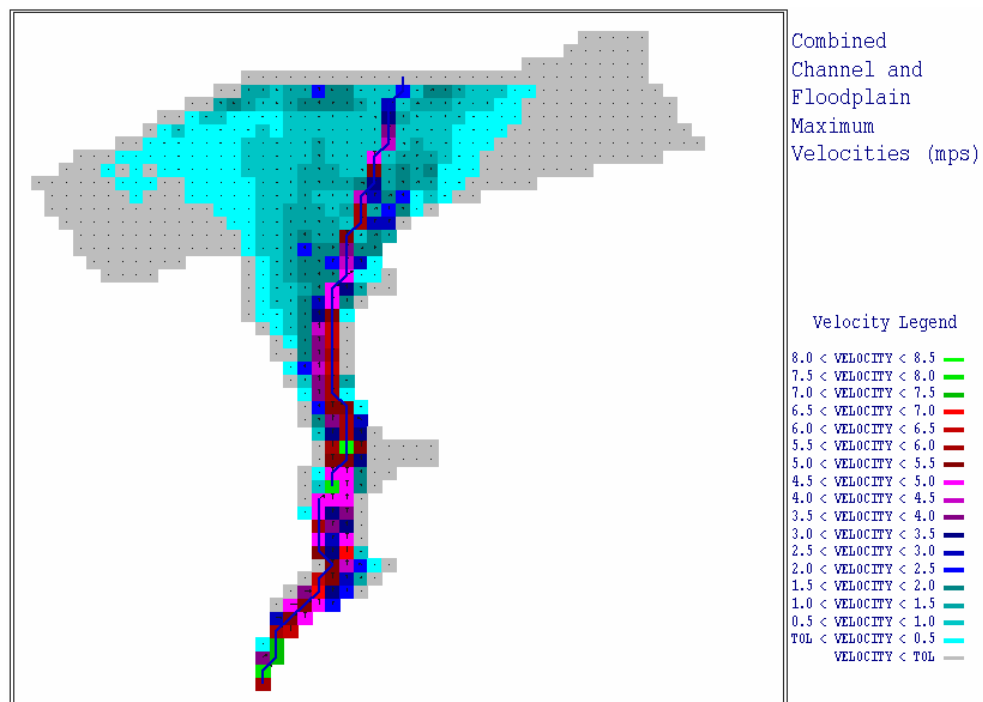 Combined
Channel and
Floodplain
Maximum
Velocities (mps)
Velocity Legend
8.0 < VELOCITY < 8.5
7.5 < VELOCITY < 8.0
7.0 < VELOCITY < 7.5
6.5 < VELOCITY < 7.0
6.0 < VELOCITY < 6.5
5.5 < VELOCITY < 6.0
5.0 < VELOCITY < 5.5
4.5 < VELOCITY < 5.0
4.0 < VELOCITY < 4.5
3.5 < VELOCITY < 4.0
3.0 < VELOCITY < 3.5
2.5 < VELOCITY < 3.0
2.0 < VELOCITY < 2.5
1.5 < VELOCITY < 2.0
1.0 < VELOCITY < 1.5
0.5 < VELOCITY < 1.0
TOL < VELOCITY < 0.5
VELOCITY < TOL